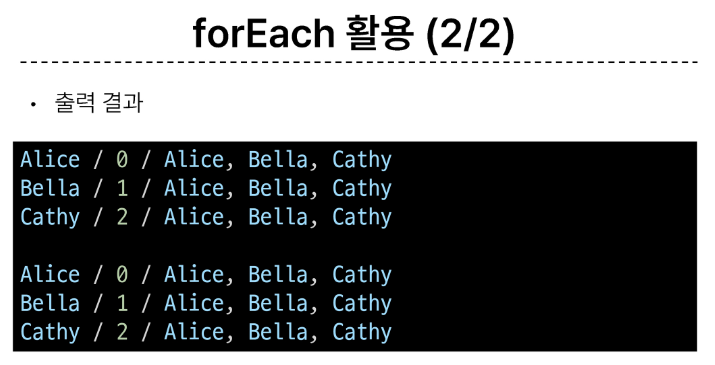 forEach 활용 (2/2)
• 출력 결과
Alice / 0 / Alice, Bella, Cathy
Bella / 1 / Alice, Bella, Cathy
Cathy / 2 / Alice, Bella, Cathy
Alice / 0 / Alice, Bella, Cathy
Bella / 1 / Alice, Bella, Cathy
Cathy / 2 / Alice, Bella, Cathy